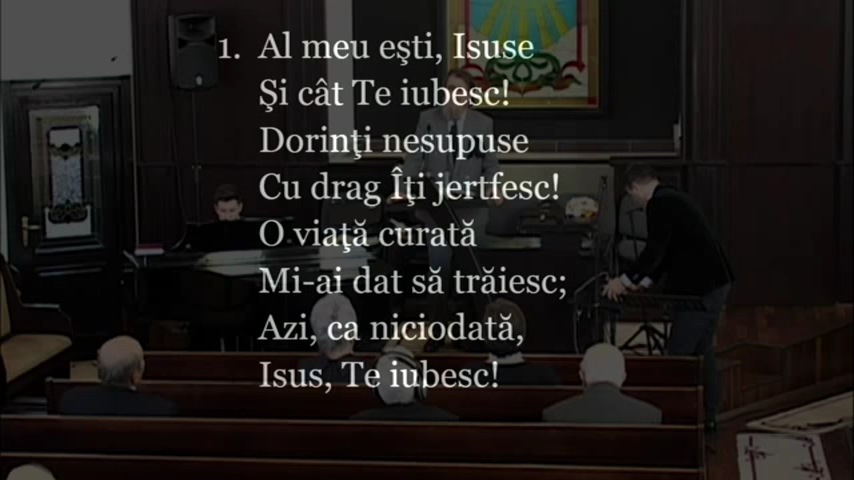 1. Al meu eşti, Isuse
Şi cât Te iubesc!
Dorinţi nesupuse
Cu drag Îţi jertfesc!
O viaţă curată
Mi-ai dat să trăiesc;
Azi, ca niciodată,
Isus, Te iubesc!